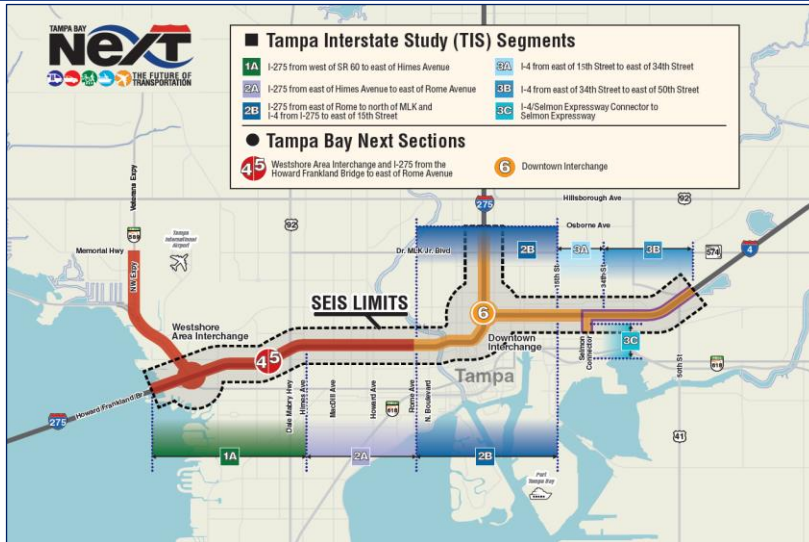 TAMPA BAY
NEXT
THE FUTURE OF
TRANSPORTATION
Tampa Interstate Study (TIS) Segments
1A I-275 from west of SR 60 to east of Himes Avenue
2A I-275 from east of Himes Avenue to east of Rome Avenue
2B I-275 from east of Rome to north of MLK and
I-4 from I-275 to east of 15th Street
3A I-4 from east of 15th Street to east of 34th Street
3B I-4 from east of 34th Street to east of 50th Street
3C I-4/Selmon Expressway Connector to
Selmon Expressway
Tampa Bay Next Sections
45 Westshore Area Interchange and I-275 from the
Howard Frankland Bridge to east of Rome Avenue
6 Downtown Interchange
Veterans Expy
589
92
275
Hillsborough Ave
92
Osborne Ave
Tampa
International
Airport
Memorial Hwy
Dr. MLK Jr. Blvd
2B
3A
3B
574
4
NW Expy
15th St
34th St
SEIS LIMITS
6
Westshore
Area Interchange
45
Downtown
Interchange
3C
Selmon
Connector
Tampa
618
50th St
Howard Frankland Br
275
Dale Mabry Hwy
Himes Ave
MacDill Ave
Howard Ave
618
Rome Ave
N. Boulevard
41
1A
2A
2B
Port
Tampa Bay